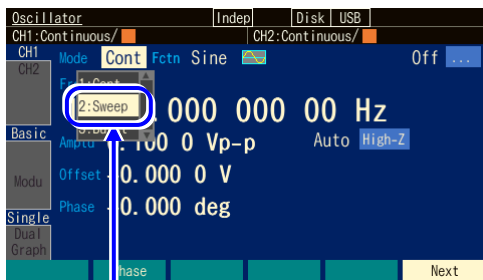 Oscillator Indep Disk USB
CH1:Continuous/ CH2:Continuous/
CH1 Mode Cont Fctn Sine Off ...
CH2
1:Cont
2:Sweep .000 000 00 Hz
Basic Auto High-Z
0 Vp-p
Modu Offset 0.000 0 V
Phase 0.000 deg
Single
Dual
Graph
Next